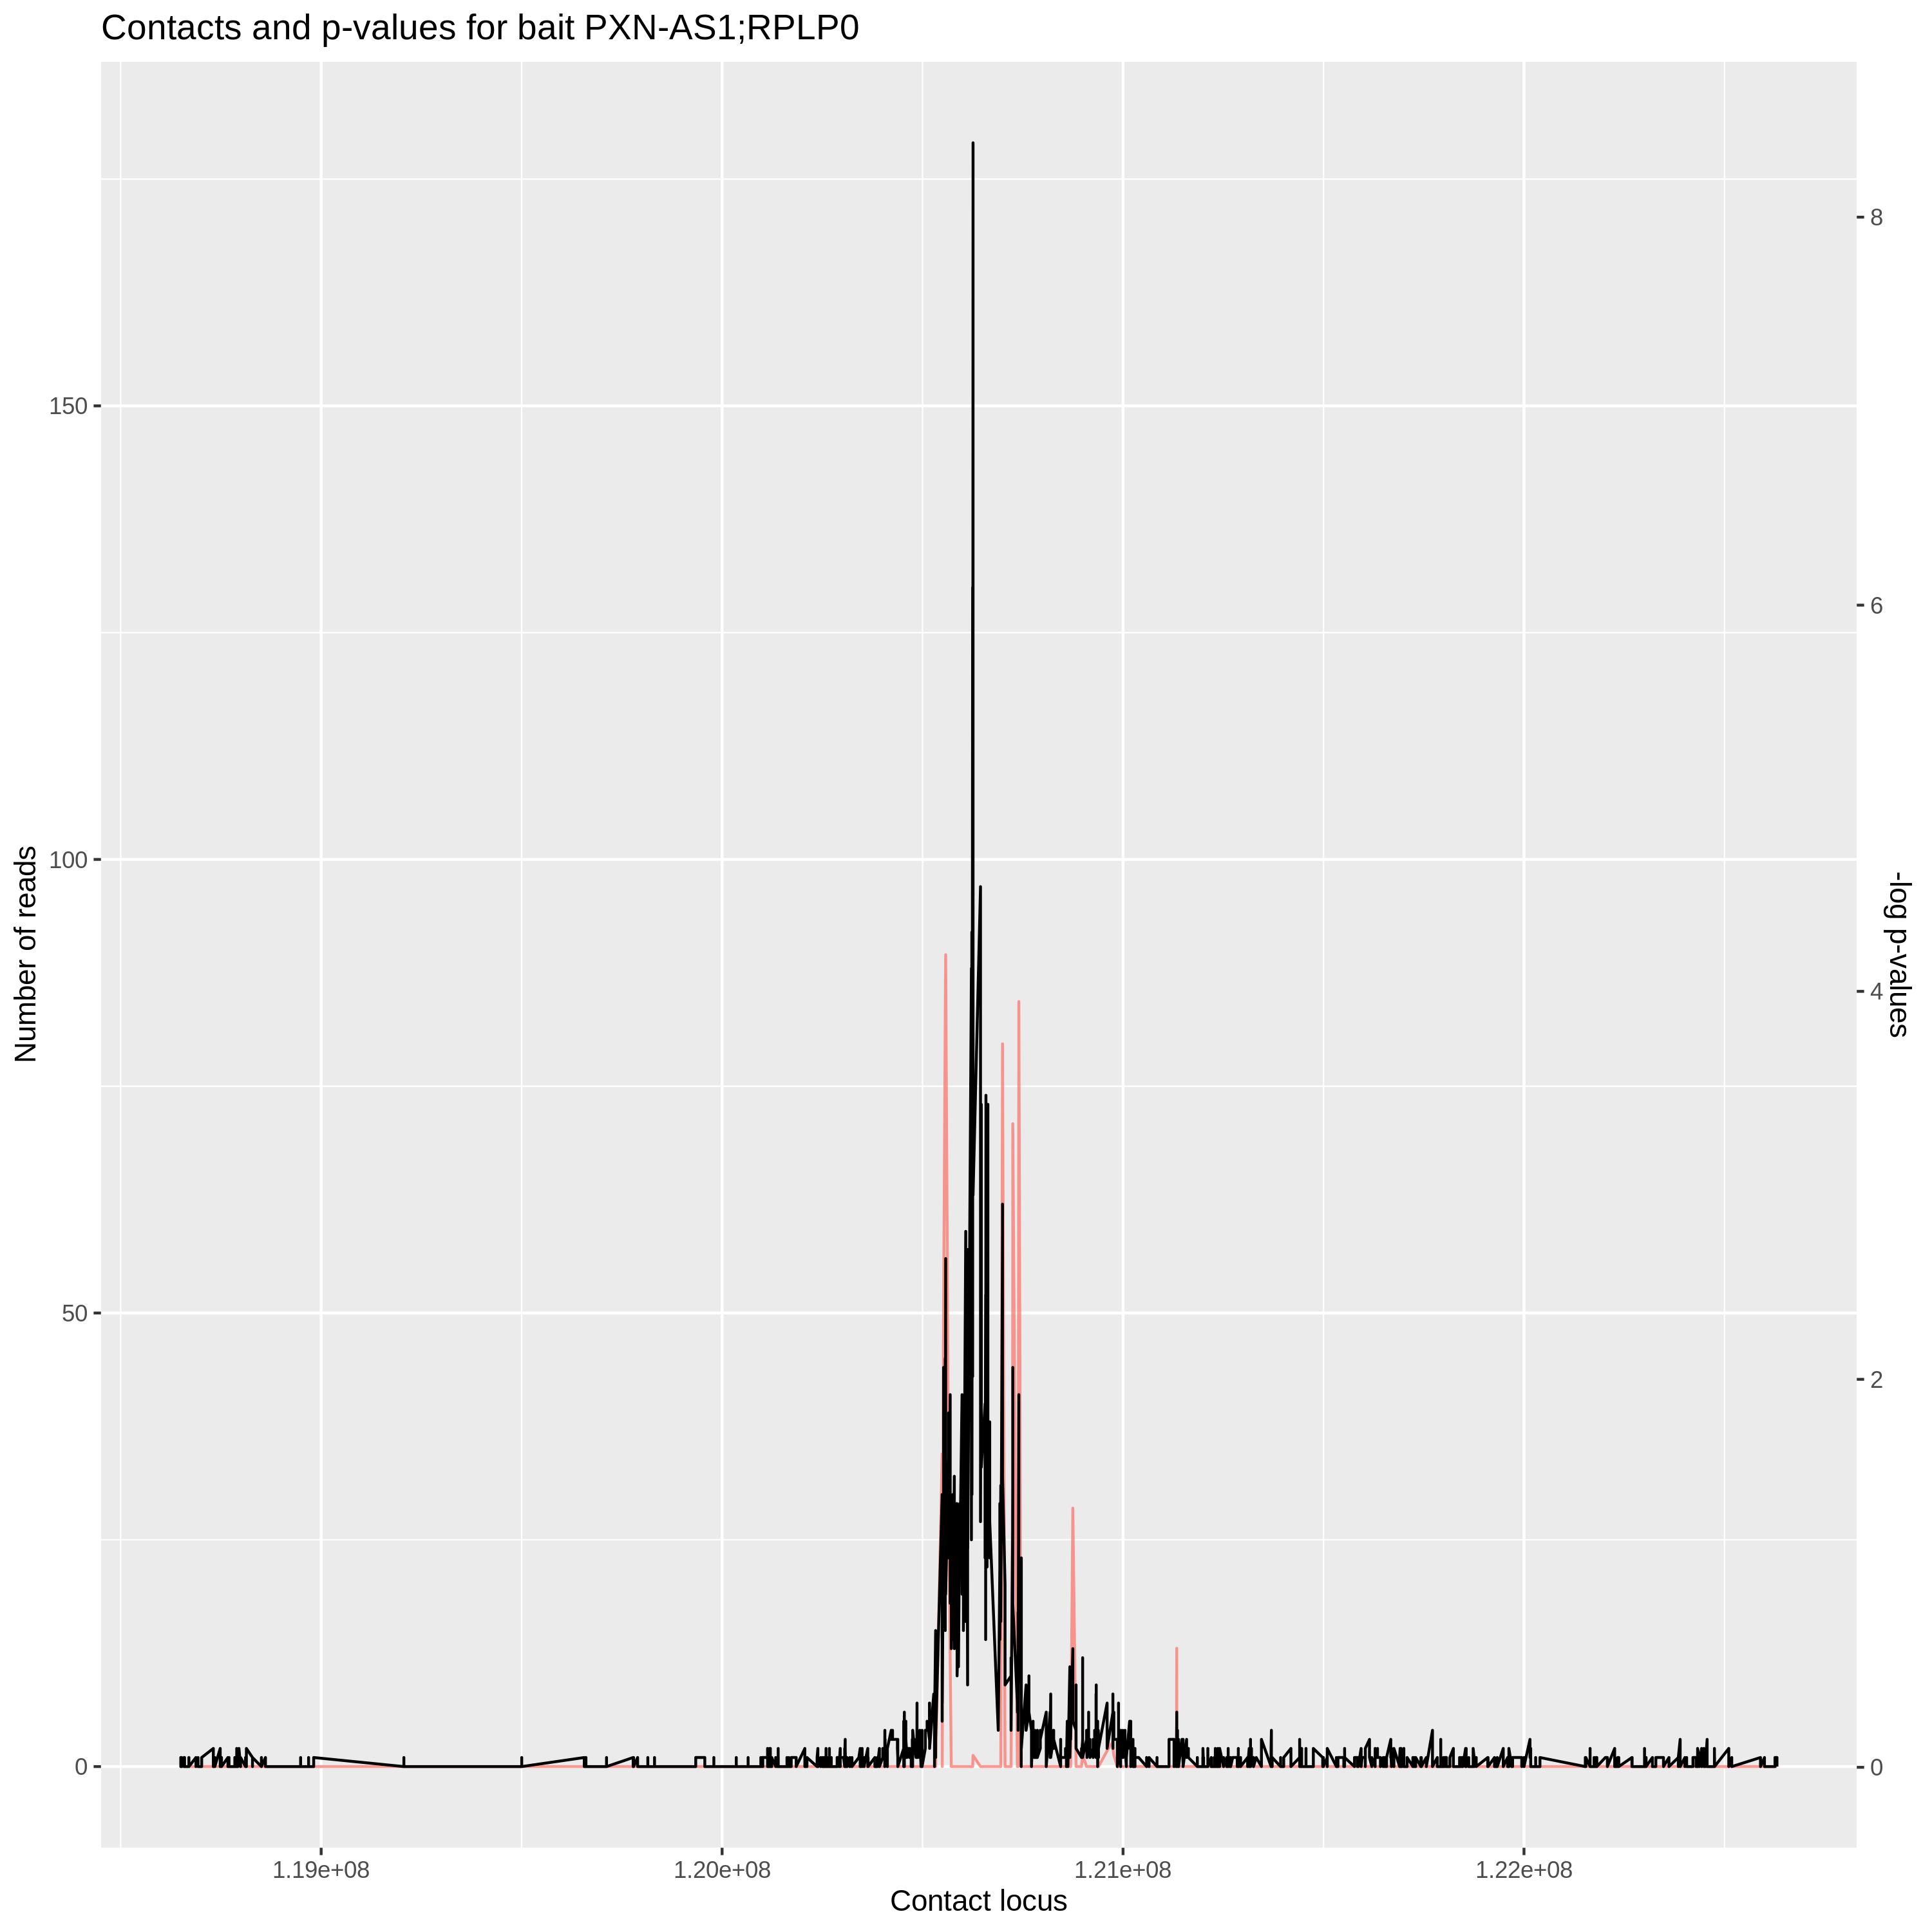 Contacts and p-values for bait PXN-AS1;RPLP0
Number of reads
150
100
50
0
8
6
4
2
0
-log p-values
1.19e+08
1.20e+08
1.21e+08
1.22e+08
Contact locus